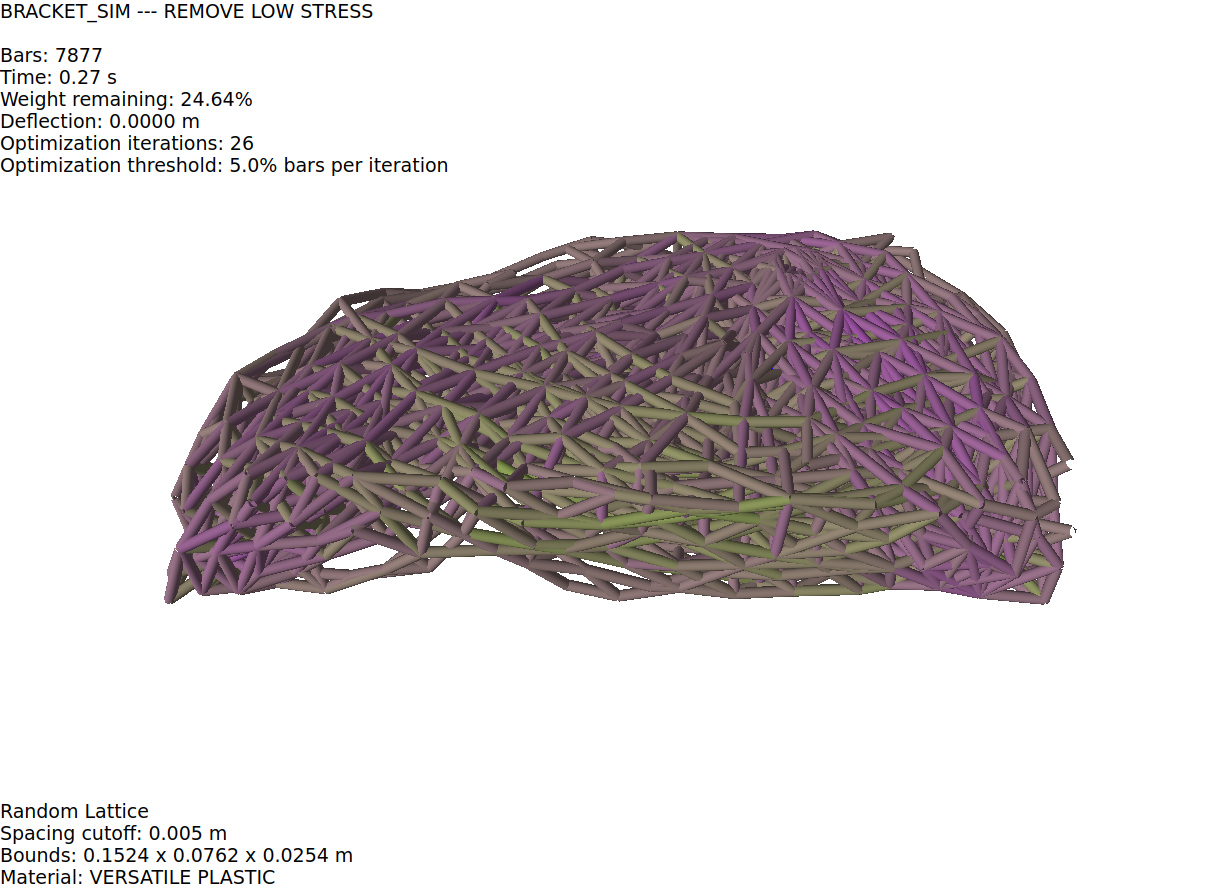 BRACKET_SIM --- REMOVE LOW STRESS
Bars: 7877
Time: 0.27 s
Weight remaining: 24.64%
Deflection: 0.0000 m
Optimization iterations: 26
Optimization threshold: 5.0% bars per iteration
Random Lattice
Spacing cutoff: 0.005 m
Bounds: 0.1524 x 0.0762 x 0.0254 m
Material: VERSATILE PLASTIC